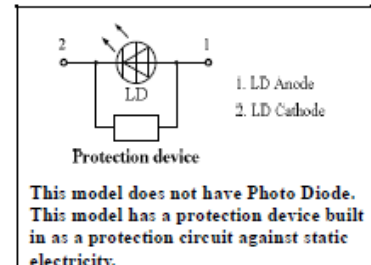 2 1
1. LD Anode
LD
2. LD Cathode
Protection device
This model does not have Photo Diode.
This model has a protection device built
in as a protection circuit against static
electricity.